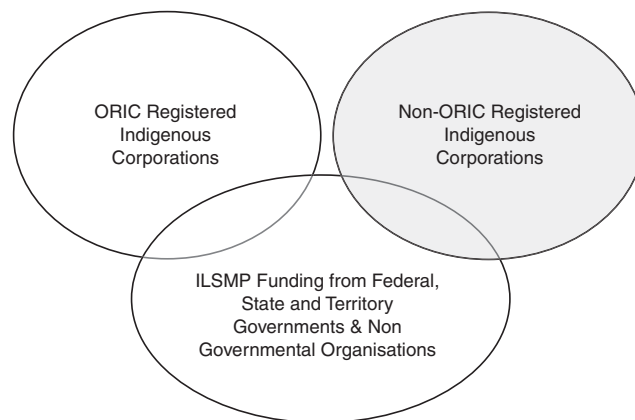 ORIC Registered
Indigenous
Corporations
Non-ORIC Registered
Indigenous
Corporations
ILSMP Funding from Federal,
State and Territory
Governments & Non
Governmental Organisations